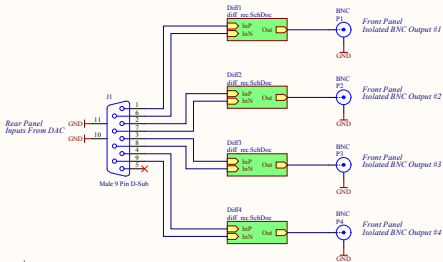 Diff1
diff_rec.SchDoc
InP
InN
Out
BNC
P1
GND
Front Panel
Isolated BNC Output #1
Diff2
diff_rec.SchDoc
InP
InN
Out
BNC
P2
GND
Front Panel
Isolated BNC Output #2
Rear Panel
Inputs From DAC
GND
11
GND
10
J1
1
6
2
7
3
8
4
9
5
Male 9 Pin D-Sub
Diff3
diff_rec.SchDoc
InP
InN
Out
BNC
P3
GND
Front Panel
Isolated BNC Output #3
Diff4
diff_rec.SchDoc
InP
InN
Out
BNC
P4
GND
Front Panel
Isolated BNC Output #4